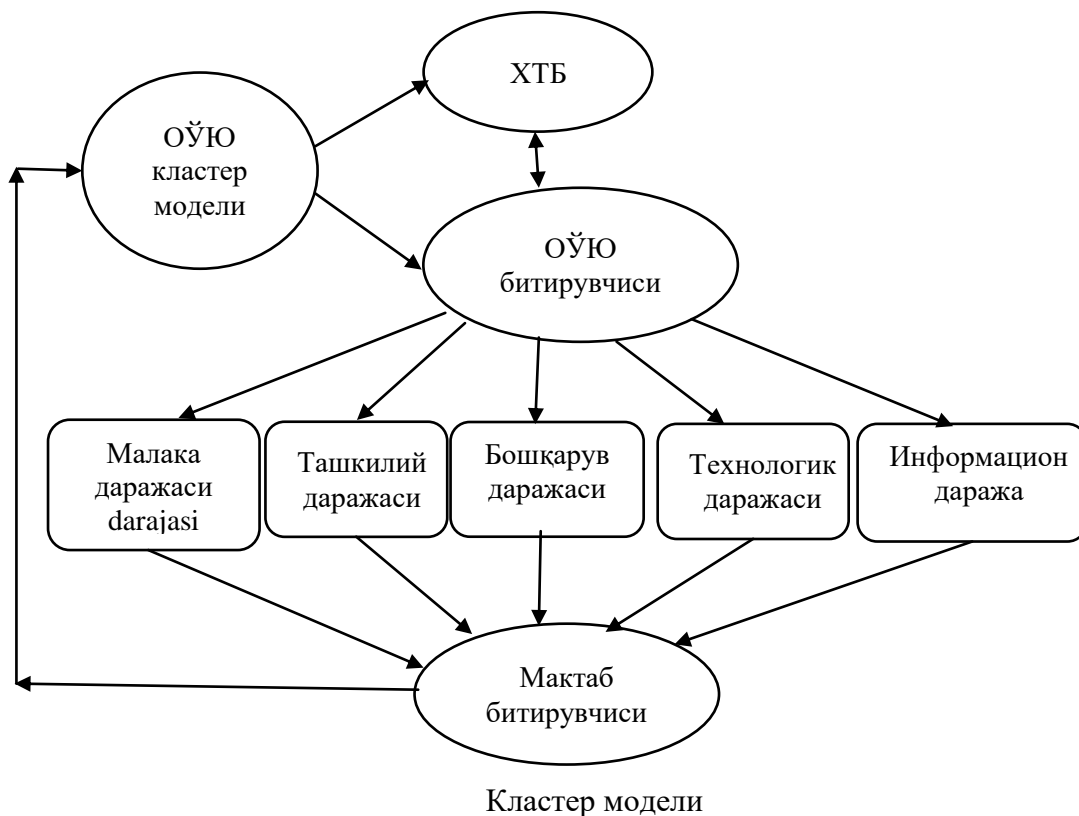 ХТБ
ОЎЮ
кластер
модели
ОЎЮ
битирувчиси
Малака
даражаси
darajasi
Ташкилий
даражаси
Бошқарув
даражаси
Технологик
даражаси
Информацион
даража
Мактаб
битирувчиси
Кластер модели